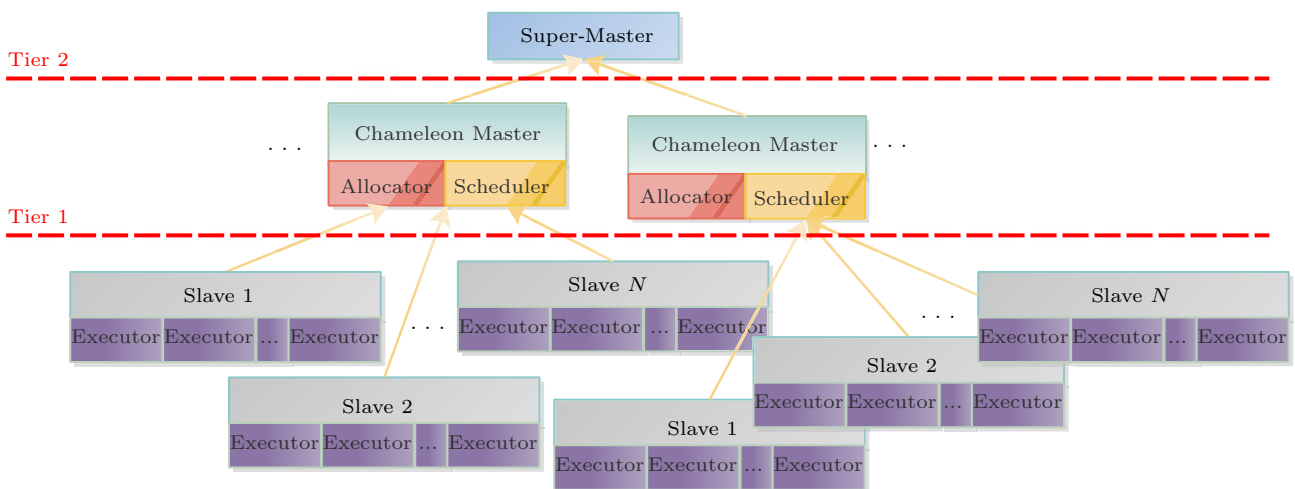 Super-Master
Tier 2
Chameleon Master
Allocator Scheduler
. . .
Chameleon Master
Allocator Scheduler
. . .
Tier 1
Slave 1
Executor Executor ... Executor
. . .
Slave N
Executor Executor ... Executor
Slave N
Executor Executor ... Executor
. . .
Slave 2
Executor Executor ... Executor
Slave 2
Executor Executor ... Executor
Slave 1
Executor Executor ... Executor